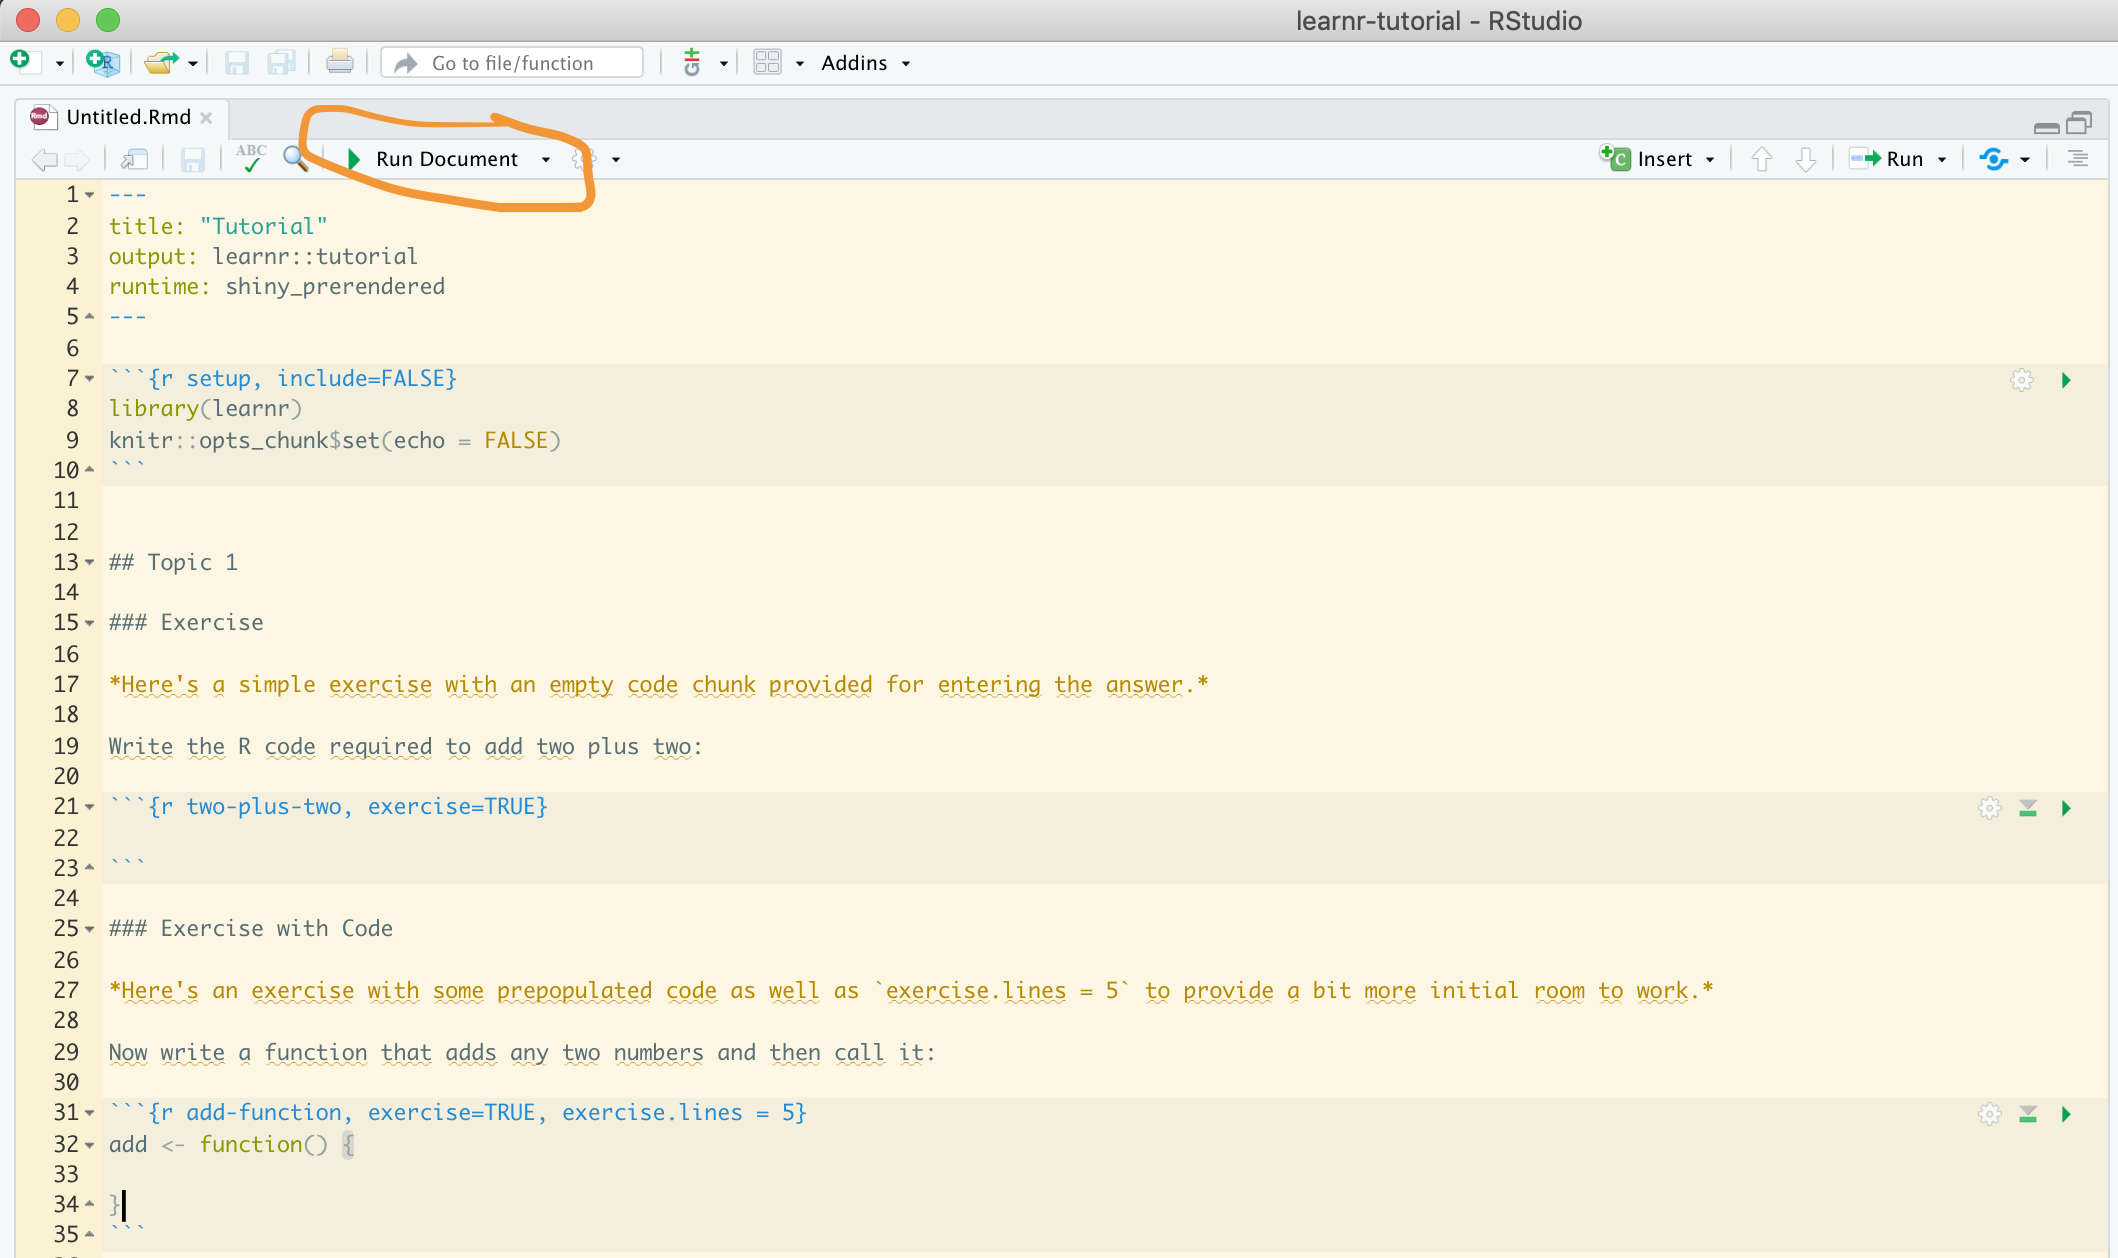 learnr-tutorial - RStudio
Go to file/function
Git
Addins
Rmd
Untitled.Rmd
ABC
Run Document
Insert
Run
1 ---
2 title: "Tutorial"
3 output: learnr::tutorial
4 runtime: shiny_prerendered
5 ---
6
7 ```{r setup, include=FALSE}
8 library(learnr)
9 knitr::opts_chunk$set(echo = FALSE)
10 ```
11
12
13 ## Topic 1
14
15 ### Exercise
16
17 *Here's a simple exercise with an empty code chunk provided for entering the answer.*
18
19 Write the R code required to add two plus two:
20
21 ```{r two-plus-two, exercise=TRUE}
22
23 ```
24
25 ### Exercise with Code
26
27 *Here's an exercise with some prepopulated code as well as `exercise.lines = 5` to provide a bit more initial room to work.*
28
29 Now write a function that adds any two numbers and then call it:
30
31 ```{r add-function, exercise=TRUE, exercise.lines = 5}
32 add <- function() {
33
34 }
35 ```